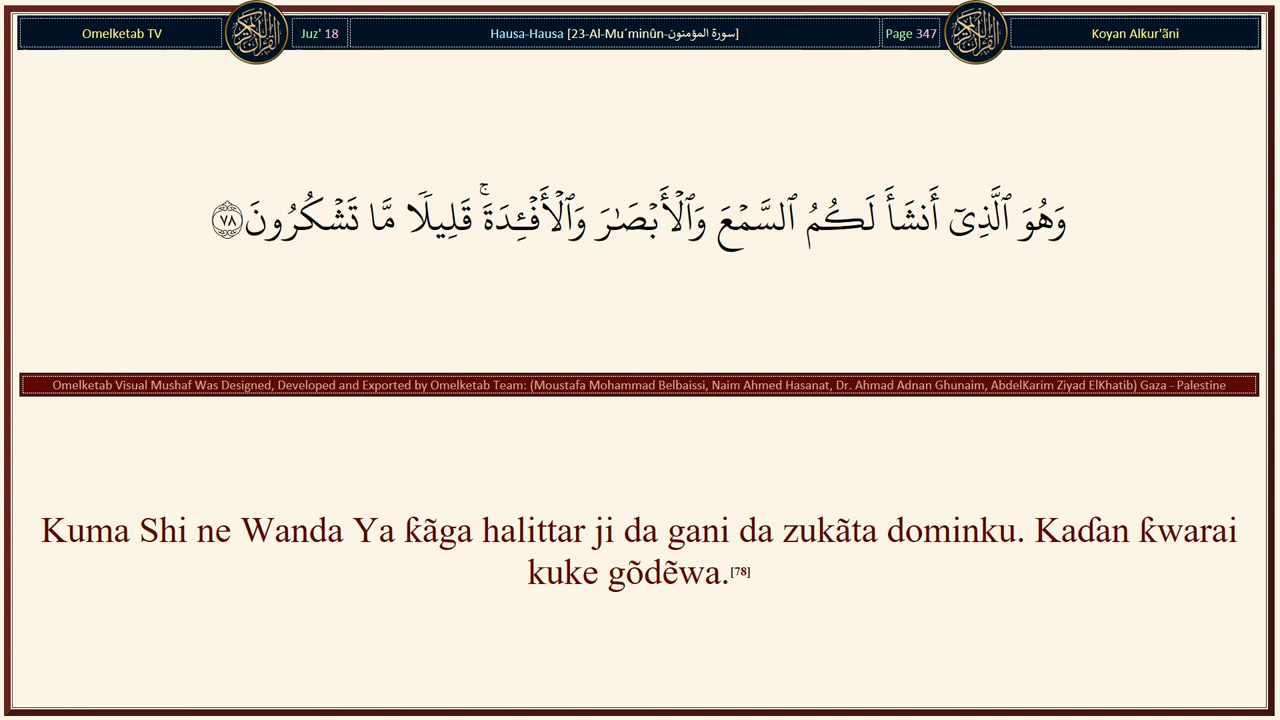 Omelketab TV
Juz' 18
Hausa-Hausa [23-Al-Mu´minûn-سورة المؤمنون]
Page 347
Koyan Alƙur'ãni
وَهُوَ ٱلَّذِىٓ أَنشَأَ لَكُمُ ٱلسَّمْعَ وَٱلْأَبْصَـٰرَ وَٱلْأَفْـِٔدَةَ ۚ قَلِيلًا مَّا تَشْكُرُونَ ٧٨
Omelketab Visual Mushaf Was Designed, Developed and Exported by Omelketab Team: (Moustafa Mohammad Belbaissi, Naim Ahmed Hasanat, Dr. Ahmad Adnan Ghunaim, AbdelKarim Ziyad ElKhatib) Gaza - Palestine
Kuma Shi ne Wanda Ya ƙãga halittar ji da gani da zukãta dominku. Kaɗan ƙwarai
kuke gõdẽwa.[78]